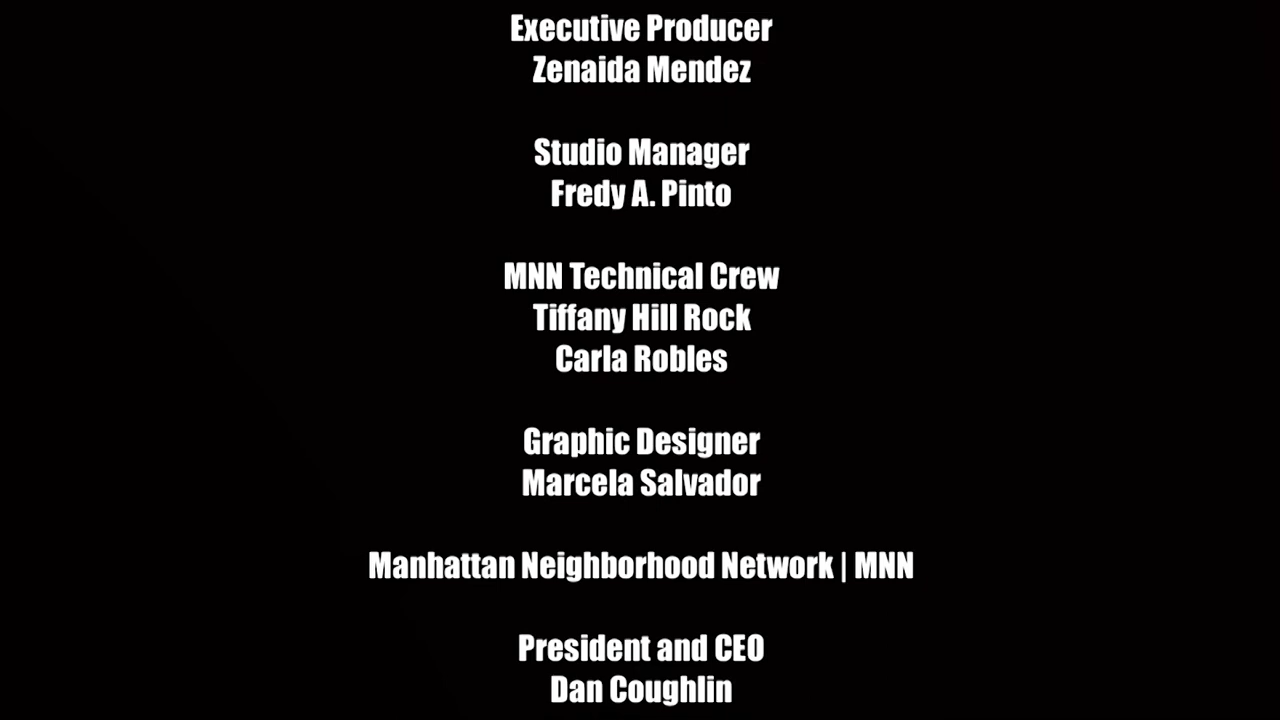 Executive Producer
Zenaida Mendez
Studio Manager
Fredy A. Pinto
MNN Technical Crew
Tiffany Hill Rock
Carla Robles
Graphic Designer
Marcela Salvador
Manhattan Neighborhood Network | MNN
President and CEO
Dan Coughlin